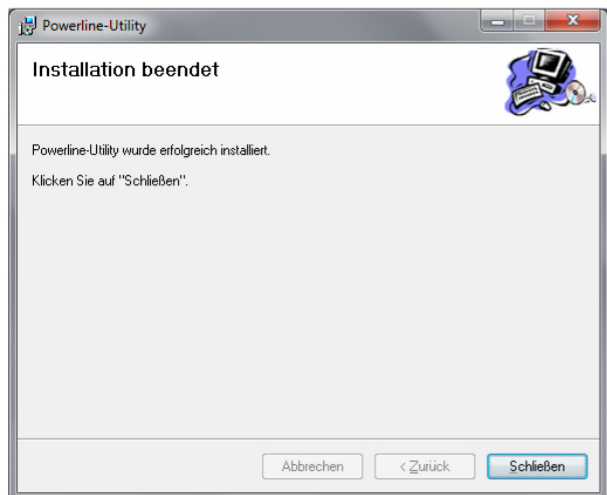 Powerline-Utility
Installation beendet
Powerline-Utility wurde erfolgreich installiert.
Klicken Sie auf "Schließen".
Abbrechen
< Zurück
Schließen